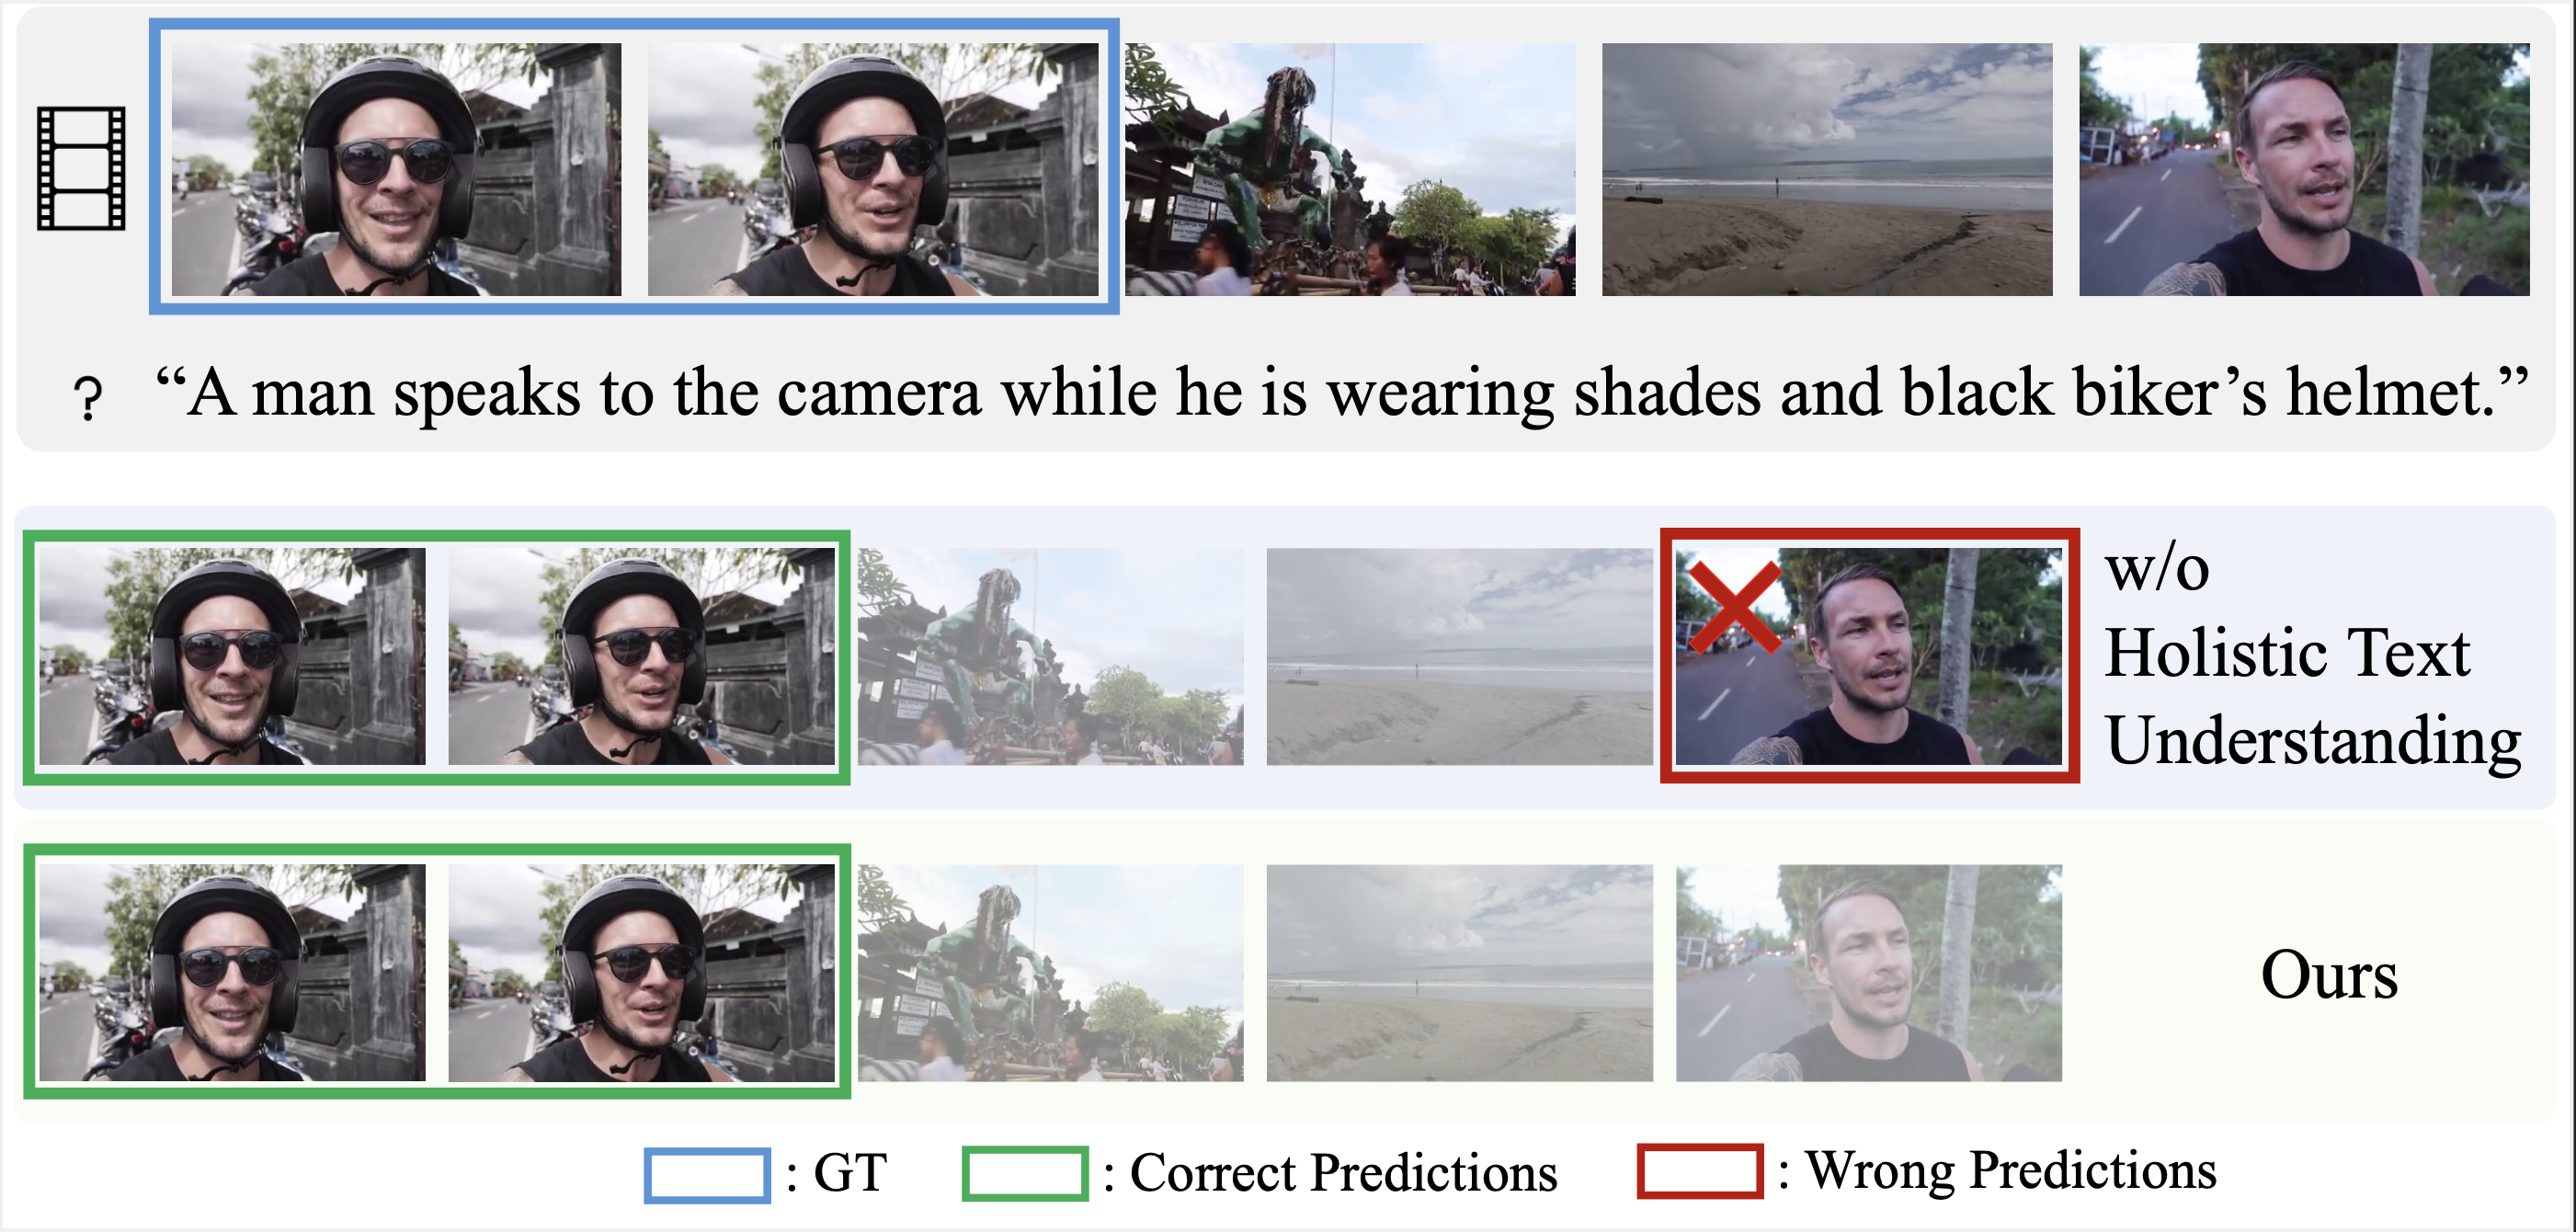 ? “A man speaks to the camera while he is wearing shades and black biker’s helmet.”
w/o
Holistic Text
Understanding
Ours
: GT
: Correct Predictions
: Wrong Predictions